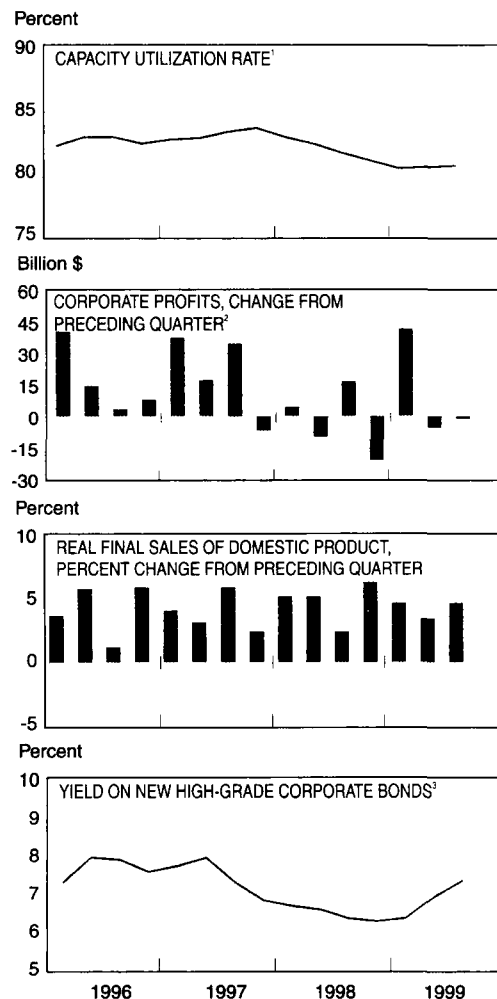 Percent
90
CAPACITY UTILIZATION RATE¹
85
80
75
Billion $
60
CORPORATE PROFITS, CHANGE FROM
45
PRECEDING QUARTER²
30
15
0
-15
-30
Percent
10
REAL FINAL SALES OF DOMESTIC PRODUCT,
PERCENT CHANGE FROM PRECEDING QUARTER
5
0
-5
Percent
10
YIELD ON NEW HIGH-GRADE CORPORATE BONDS³
9
8
7
6
5
1996 1997 1998 1999